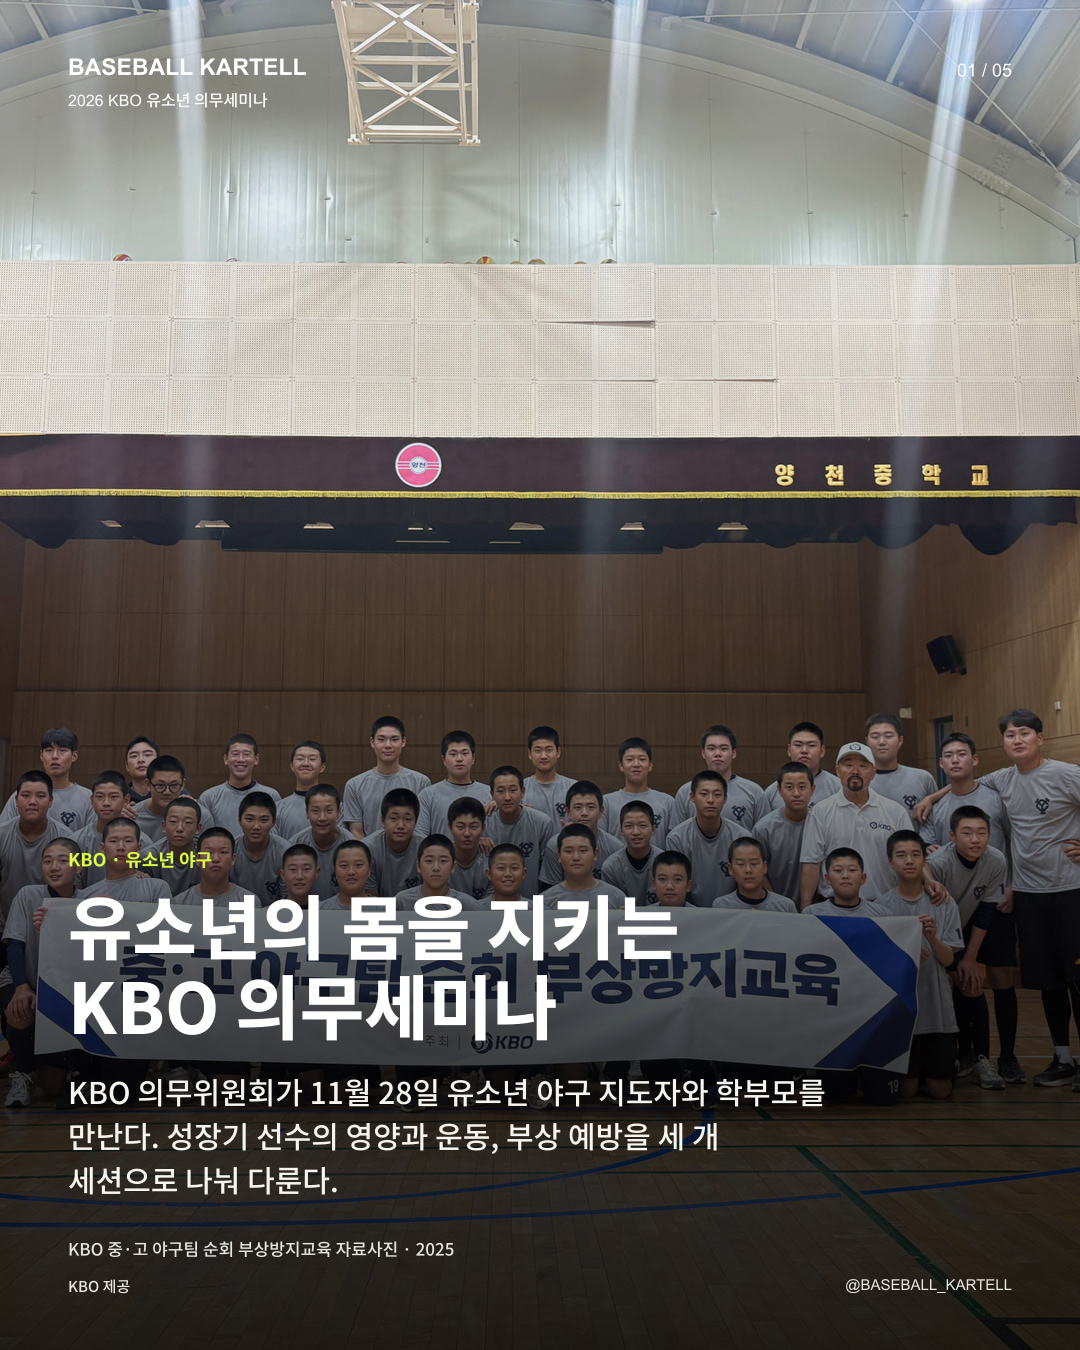 BASEBALL KARTELL
2026 KBO 유소년 의무세미나
01 / 05
양천
양천중학교
KBO
KBO · 유소년 야구
유소년의 몸을 지키는
KBO 의무세미나
중·고 야구팀 순회 부상방지교육
주최 | KBO
19
KBO 의무위원회가 11월 28일 유소년 야구 지도자와 학부모를
만난다. 성장기 선수의 영양과 운동, 부상 예방을 세 개
세션으로 나눠 다룬다.
KBO 중·고 야구팀 순회 부상방지교육 자료사진 · 2025
KBO 제공
@BASEBALL_KARTELL